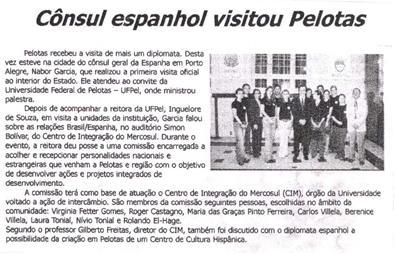 Cônsul espanhol visitou Pelotas
Pelotas recebeu a visita de mais um diplomata. Desta
vez esteve na cidade do cônsul geral da Espanha em Porto
Alegre, Nabor Garcia, que realizou a primeira visita oficial
ao interior do Estado. Ele atendeu ao convite da
Universidade Federal de Pelotas – UFPel, onde ministrou
palestra.
Depois de acompanhar a reitora da UFPel, Inguelore
de Souza, em visita a unidades da instituição, Garcia falou
sobre as relações Brasil/Espanha, no auditório Simon
Bolívar, do Centro de Integração do Mercosul. Durante o
evento, a reitora deu posse a uma comissão encarregada a
acolher e recepcionar personalidades nacionais e
estrangeiras que venham a Pelotas e região com o objetivo
de desenvolver ações e projetos integrados de
desenvolvimento.
A comissão terá como base de atuação o Centro de Integração do Mercosul (CIM), órgão da Universidade
voltado a ação de intercâmbio. São membros da comissão seguintes pessoas, escolhidas no âmbito da
comunidade: Virginia Fetter Gomes, Roger Castagno, Maria das Graças Pinto Ferreira, Carlos Villela, Berenice
Villela, Laura Tonial, Nívio Tonial e Rolando El-Hage.
Segundo o professor Gilberto Freitas, diretor do CIM, também foi discutido com o diplomata espanhol a
possibilidade da criação em Pelotas de um Centro de Cultura Hispânica.